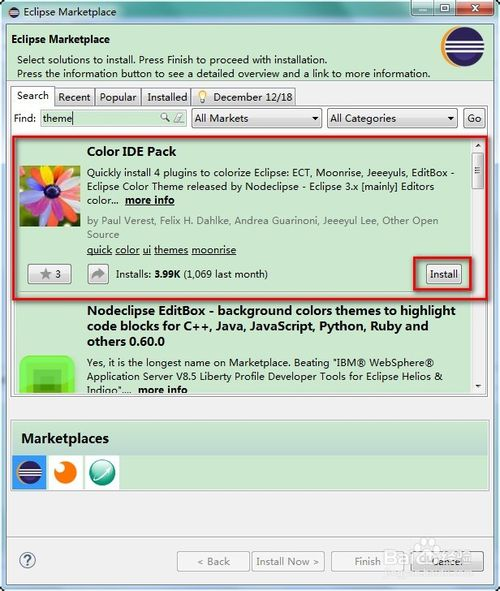 Eclipse Marketplace
Eclipse Marketplace
Select solutions to install. Press Finish to proceed with installation.
Press the information button to see a detailed overview and a link to more information.
Search Recent Popular Installed December 12/18
Find: theme All Markets All Categories Go
Color IDE Pack
Quickly install 4 plugins to colorize Eclipse: ECT, Moonrise, Jeeeyuls, EditBox -
Eclipse Color Theme released by Nodeclipse - Eclipse 3.x [mainly] Editors
color... more info
by Paul Verest, Felix H. Dahlke, Andrea Guarinoni, Jeeeyul Lee, Other Open
Source
quick color ui themes moonrise
3 Installs: 3.99K (1,069 last month) Install
Nodeclipse EditBox - background colors themes to highlight
code blocks for C++, Java, JavaScript, Python, Ruby and
others 0.60.0
Yes, it is the longest name on Marketplace. Beating "IBM® WebSphere®
Application Server V8.5 Liberty Profile Developer Tools for Eclipse Helios &
Indigo".... more info
Marketplaces
? < Back Install Now > Finish Cancel